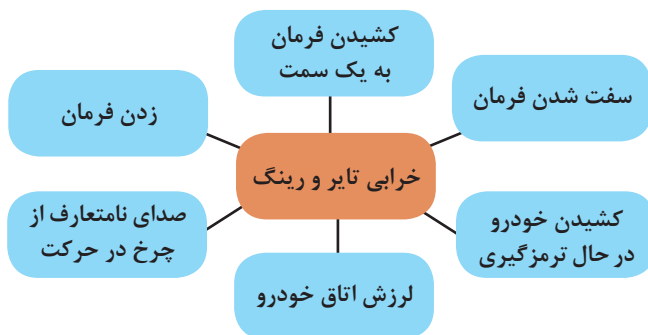 کشیدن فرمان
به یک سمت
سفت شدن فرمان
زدن فرمان
خرابی تایر و رینگ
کشیدن خودرو
در حال ترمزگیری
صدای نامتعارف از
چرخ در حرکت
لرزش اتاق خودرو